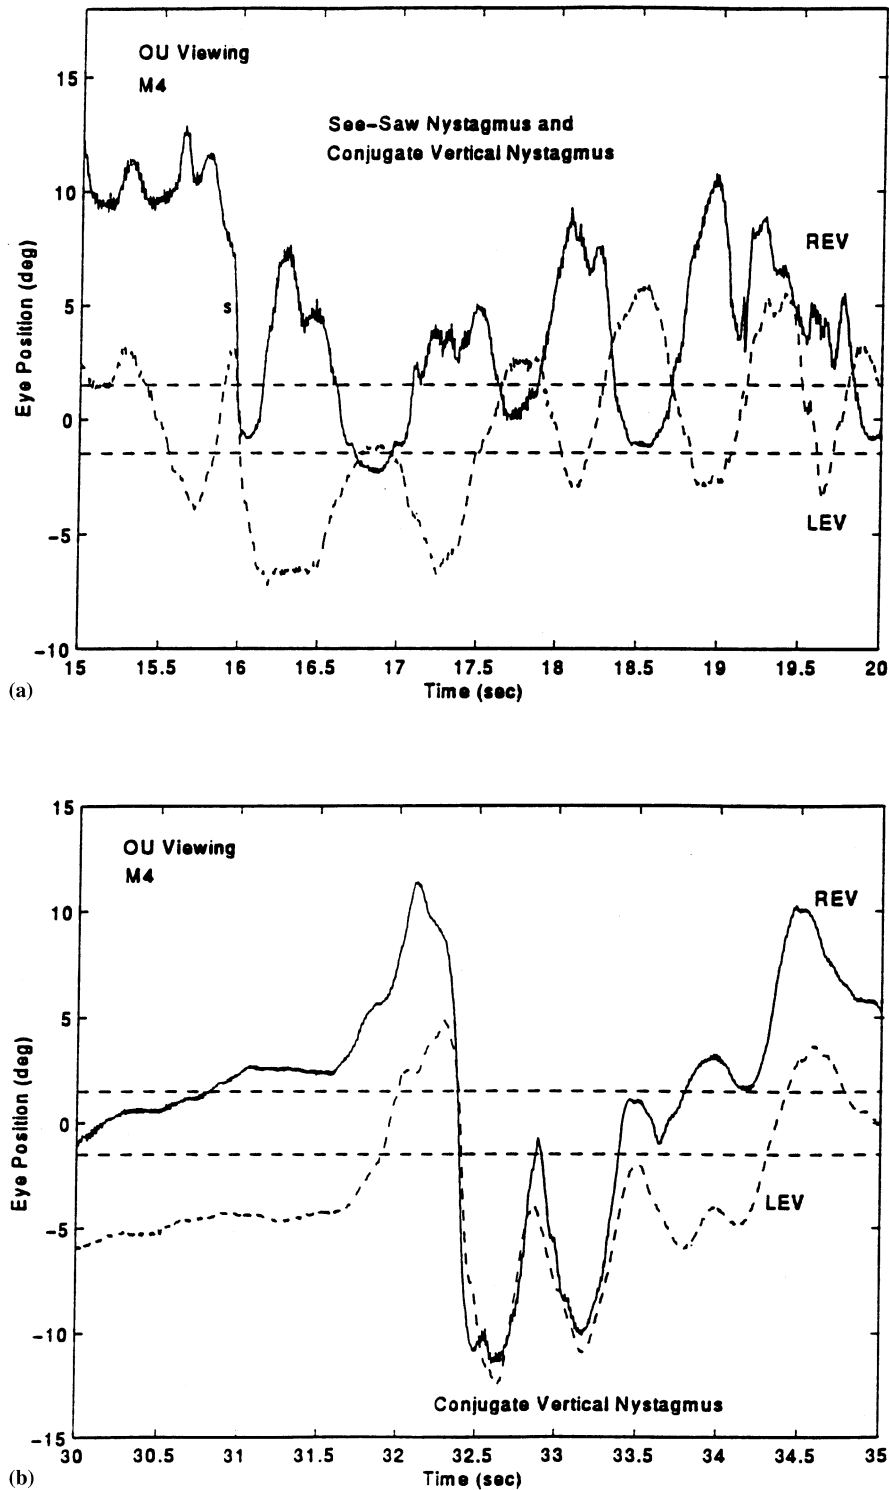 OU Viewing
M4
See-Saw Nystagmus and
Conjugate Vertical Nystagmus
REV
S
LEV
Eye Position (deg)
15
10
5
0
-5
-10
15 15.5 16 16.5 17 17.5 18 18.5 19 19.5 20
Time (sec)
(a)
OU Viewing
M4
REV
LEV
Conjugate Vertical Nystagmus
Eye Position (deg)
15
10
5
0
-5
-10
-15
30 30.5 31 31.5 32 32.5 33 33.5 34 34.5 35
Time (sec)
(b)